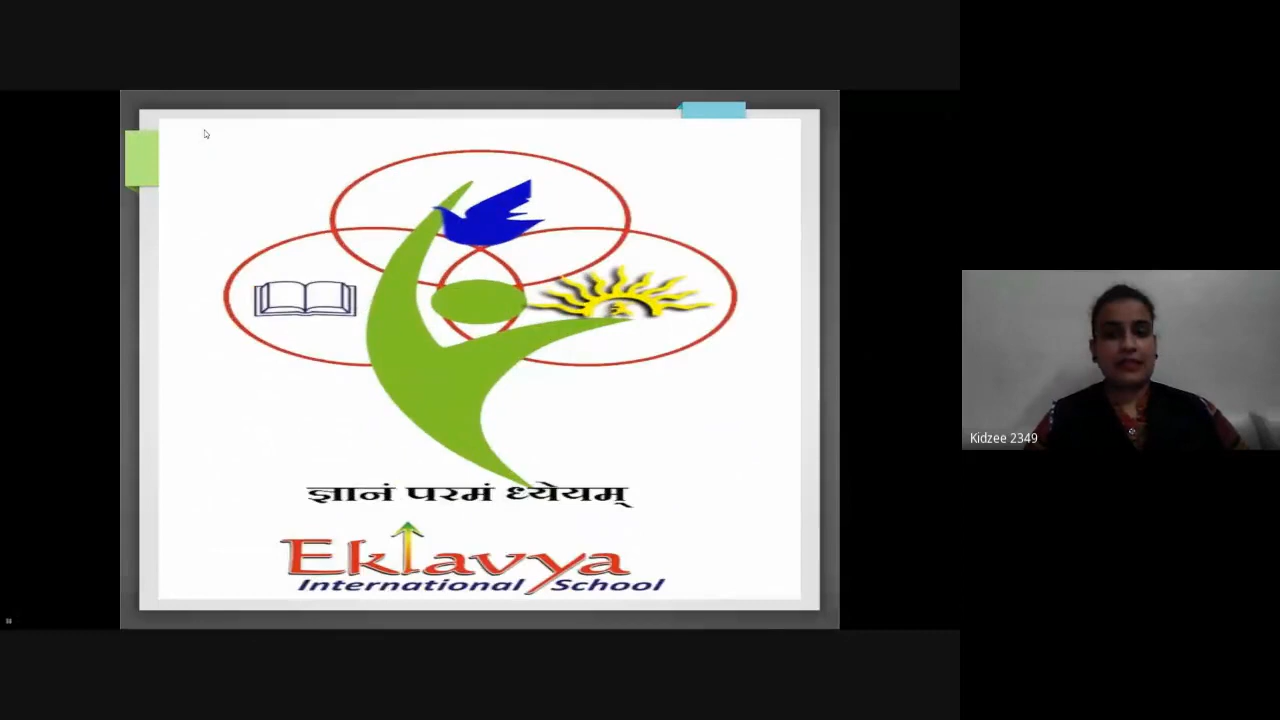 ज्ञानं परमं ध्येयम्
Eklavya
International School
Kidzee 2349